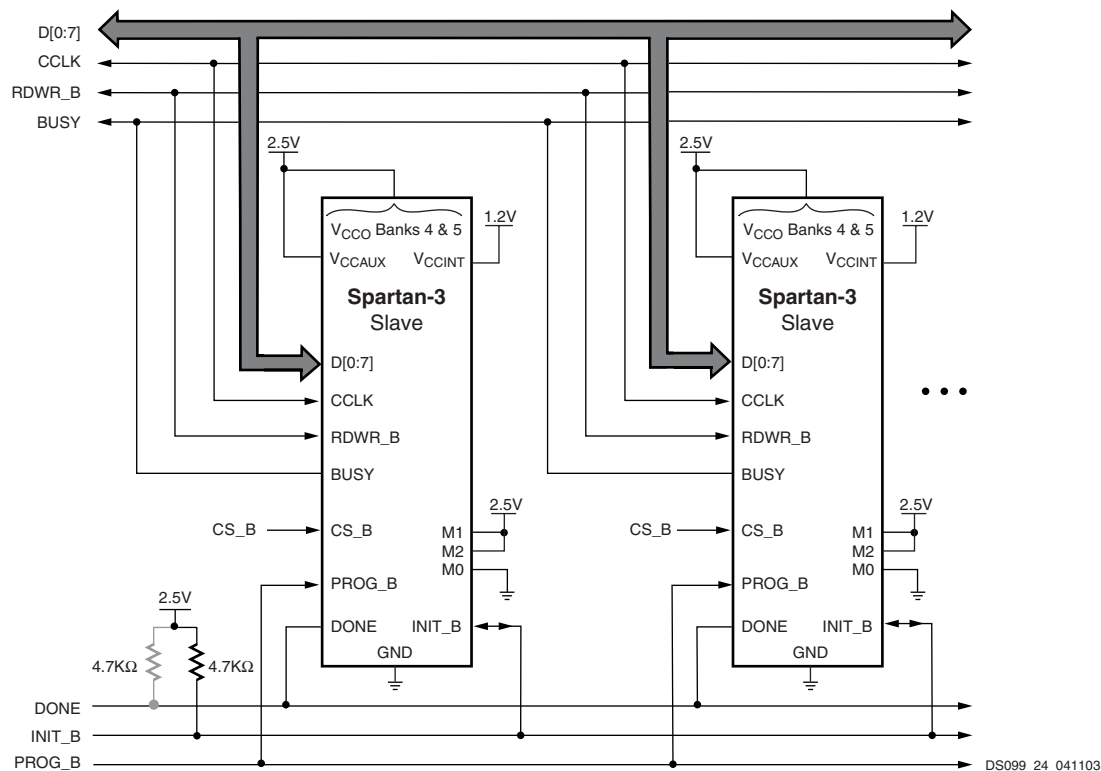 D[0:7]
CCLK
RDWR_B
BUSY
2.5V
2.5V
VCCO Banks 4 & 5
1.2V
VCCO Banks 4 & 5
1.2V
VCCAUX VCCINT
VCCAUX VCCINT
Spartan-3
Slave
Spartan-3
Slave
D[0:7]
D[0:7]
CCLK
CCLK
• • •
RDWR_B
RDWR_B
BUSY
BUSY
2.5V
2.5V
CS_B
CS_B
M1
CS_B
CS_B
M1
M2
M2
M0
M0
PROG_B
PROG_B
2.5V
DONE INIT_B
DONE INIT_B
4.7KΩ
4.7KΩ
GND
GND
DONE
INIT_B
PROG_B
DS099_24_041103